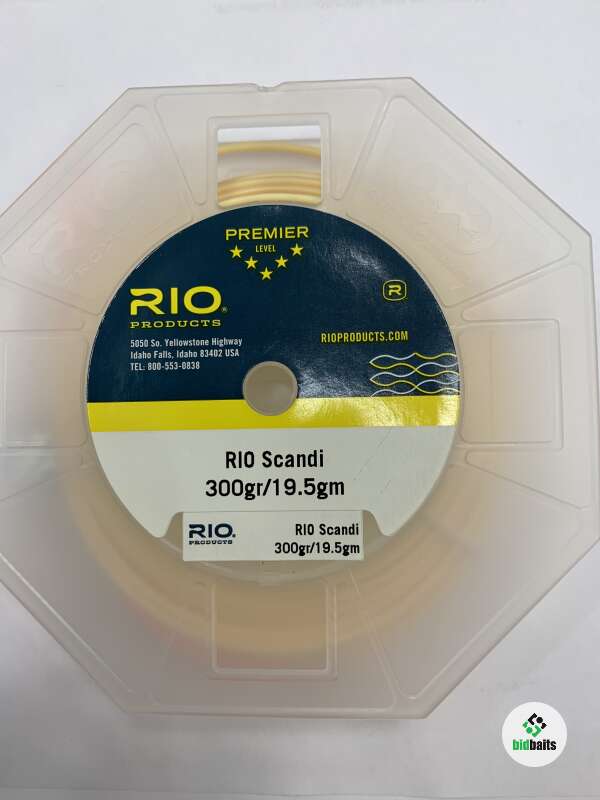 PREMIER
LEVEL
RIO®
PRODUCTS
R
5050 So. Yellowstone Highway
Idaho Falls, Idaho 83402 USA
TEL: 800-553-0838
RIOPRODUCTS.COM
RIO Scandi
300gr/19.5gm
RIO.
PRODUCTS
RIO Scandi
300gr/19.5gm
bidbaits